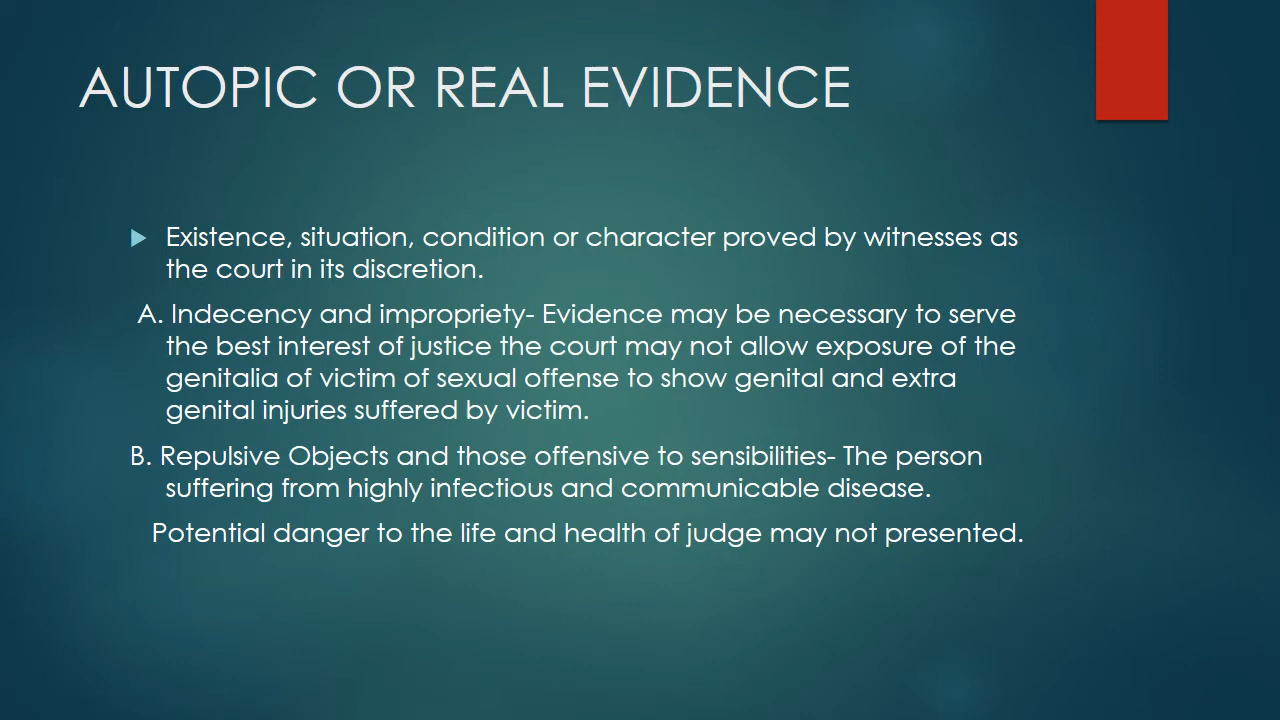 AUTOPIC OR REAL EVIDENCE
Existence, situation, condition or character proved by witnesses as
the court in its discretion.
A. Indecency and impropriety- Evidence may be necessary to serve
the best interest of justice the court may not allow exposure of the
genitalia of victim of sexual offense to show genital and extra
genital injuries suffered by victim.
B. Repulsive Objects and those offensive to sensibilities- The person
suffering from highly infectious and communicable disease.
Potential danger to the life and health of judge may not presented.